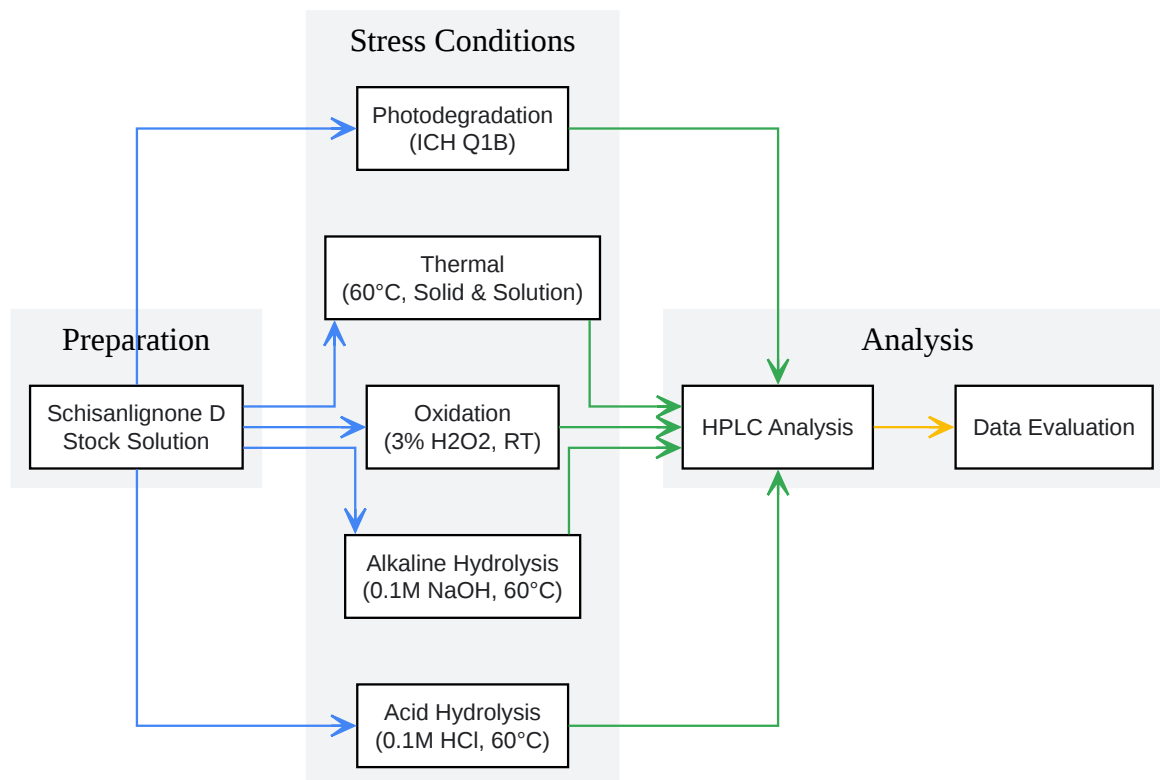 Stress Conditions
Photodegradation
(ICH Q1B)
Thermal
(60°C, Solid & Solution)
Preparation
Schisanlignone D
Stock Solution
Oxidation
(3% H2O2, RT)
Alkaline Hydrolysis
(0.1M NaOH, 60°C)
Acid Hydrolysis
(0.1M HCl, 60°C)
Analysis
HPLC Analysis
Data Evaluation